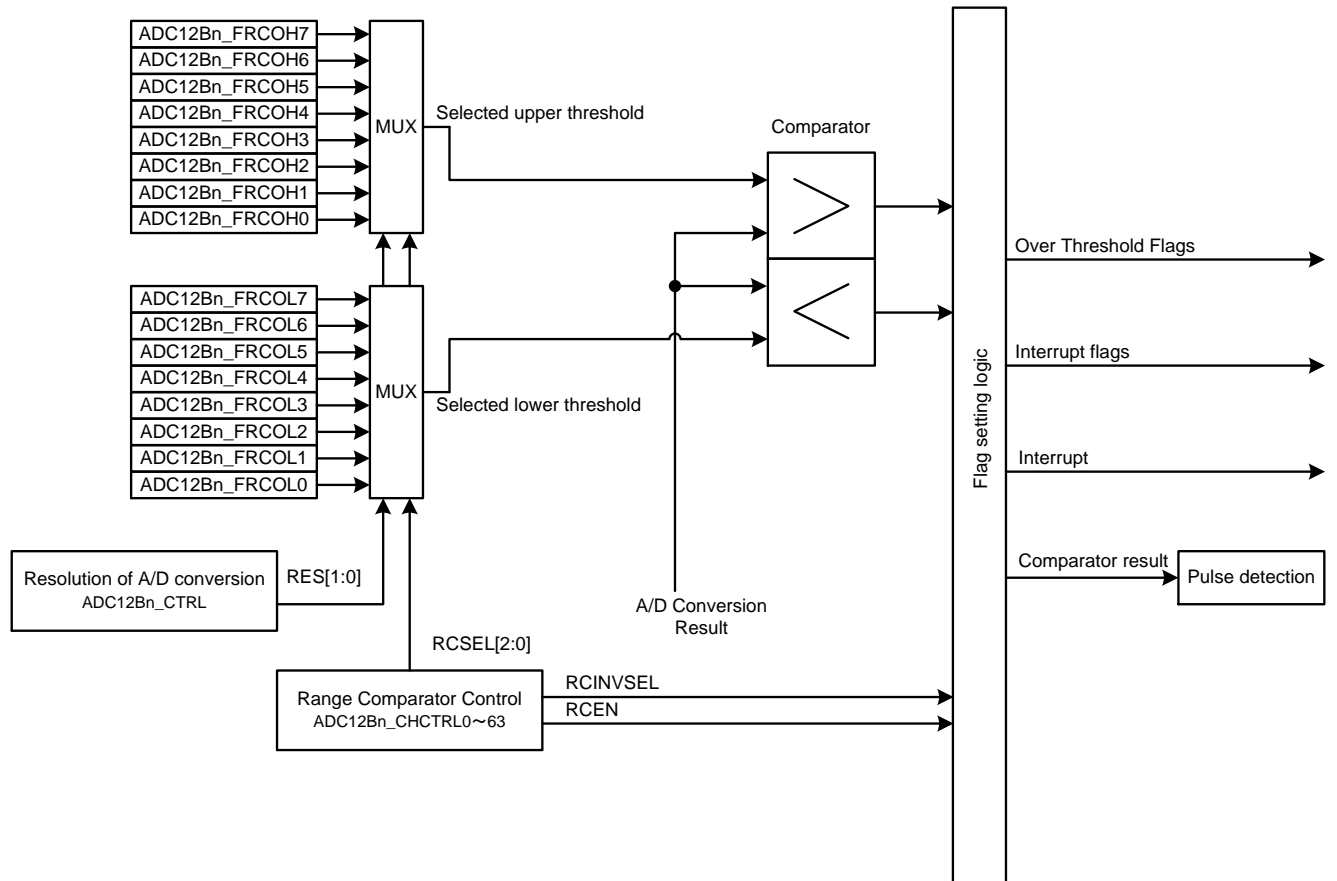 ADC12Bn_FRCOH7
ADC12Bn_FRCOH6
ADC12Bn_FRCOH5
ADC12Bn_FRCOH4
ADC12Bn_FRCOH3
ADC12Bn_FRCOH2
ADC12Bn_FRCOH1
ADC12Bn_FRCOH0
MUX
Selected upper threshold
Comparator
ADC12Bn_FRCOL7
ADC12Bn_FRCOL6
ADC12Bn_FRCOL5
ADC12Bn_FRCOL4
ADC12Bn_FRCOL3
ADC12Bn_FRCOL2
ADC12Bn_FRCOL1
ADC12Bn_FRCOL0
MUX
Selected lower threshold
Flag setting logic
Over Threshold Flags
Interrupt flags
Interrupt
Comparator result
Pulse detection
Resolution of A/D conversion
ADC12Bn_CTRL
RES[1:0]
A/D Conversion
Result
RCSEL[2:0]
Range Comparator Control
ADC12Bn_CHCTRL0~63
RCINVSEL
RCEN